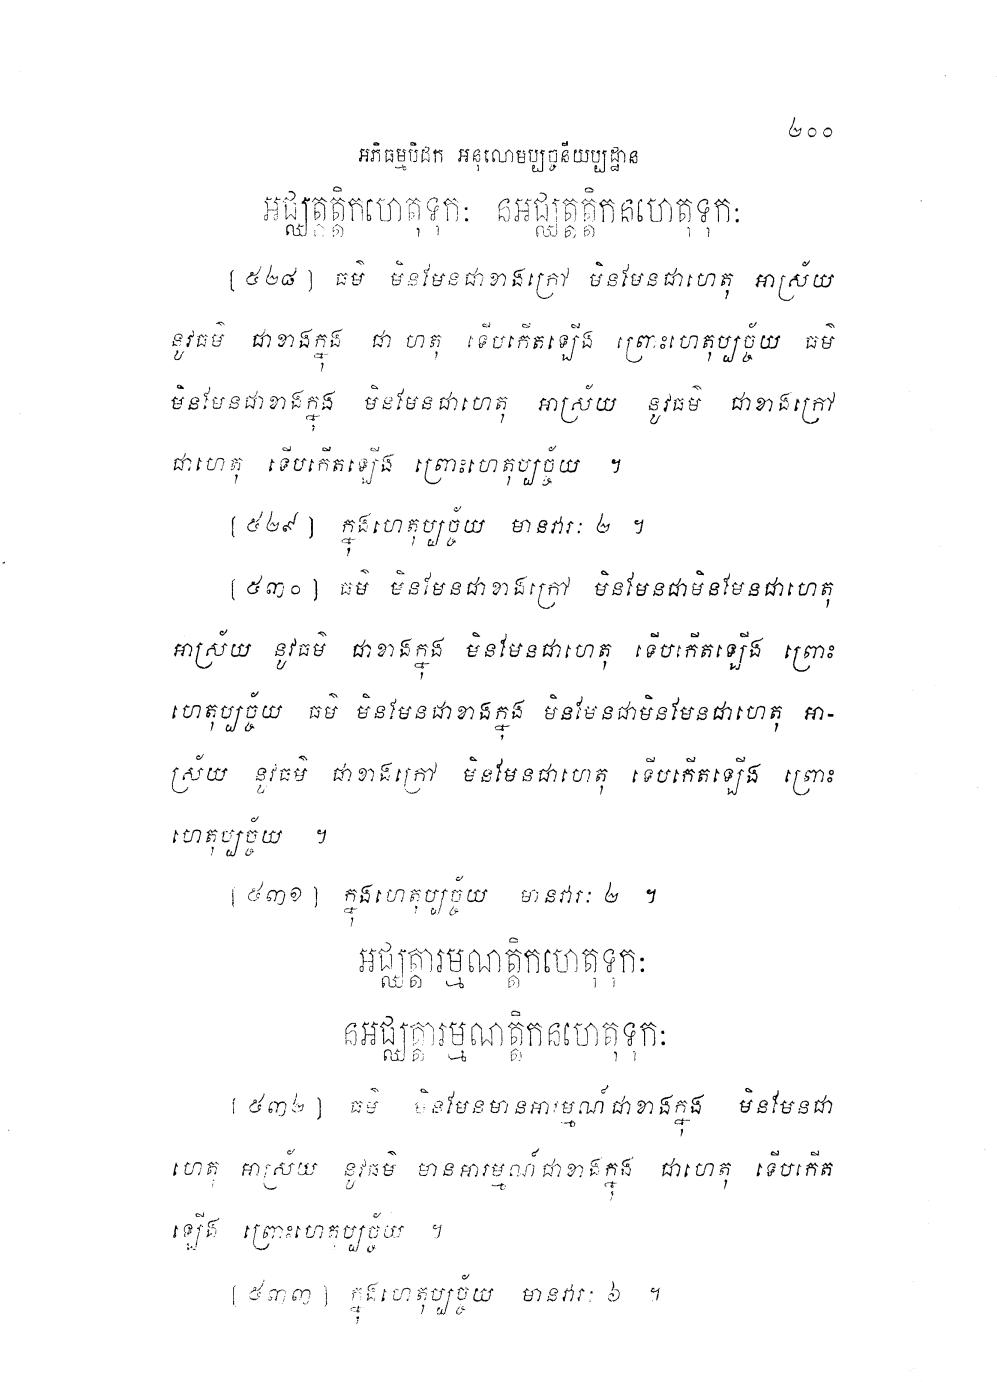 ២០០
អភិធម្មបិដក អនុលោមប្បច្ចនីយប្បដ្ឋាន
អជ្ឈត្តត្តិកហេតុទុកៈ នអជ្ឈត្តត្តិកនហេតុទុកៈ
[៥២៨] ធម៌ មិនមែនជាខាងក្រៅ មិនមែនជាហេតុ អាស្រ័យ
នូវធម៌ ជាខាងក្នុង ជា ហតុ ទើបកើតឡើង ព្រោះហេតុប្បច្ច័យ ធម៌
មិនមែនជាខាងក្នុង មិនមែនជាហេតុ អាស្រ័យ នូវធម៌ ជាខាងក្រៅ
ជាហេតុ ទើបកើតឡើង ព្រោះហេតុប្បច្ច័យ ។
[៥២៩] ក្នុងហេតុប្បច្ច័យ មានវារៈ ២ ។
[៥៣០] ធម៌ មិនមែនជាខាងក្រៅ មិនមែនជាមិនមែនជាហេតុ
អាស្រ័យ នូវធម៌ ជាខាងក្នុង មិនមែនជាហេតុ ទើបកើតឡើង ព្រោះ
ហេតុប្បច្ច័យ ធម៌ មិនមែនជាខាងក្នុង មិនមែនជាមិនមែនជាហេតុ អា-
ស្រ័យ នូវធម៌ ជាខាងក្រៅ មិនមែនជាហេតុ ទើបកើតឡើង ព្រោះ
ហេតុប្បច្ច័យ ។
[៥៣១] ក្នុងហេតុប្បច្ច័យ មានវារៈ ២ ។
អជ្ឈត្តារម្មណត្តិកហេតុទុកៈ
នអជ្ឈត្តារម្មណត្តិកនហេតុទុកៈ
[៥៣២] ធម៌ មិនមែនមានអារម្មណ៍ជាខាងក្នុង មិនមែនជា
ហេតុ អាស្រ័យ នូវធម៌ មានអារម្មណ៍ជាខាងក្នុង ជាហេតុ ទើបកើត
ឡើង ព្រោះហេតុប្បច្ច័យ ។
[៥៣៣] ក្នុងហេតុប្បច្ច័យ មានវារៈ ៦ ។